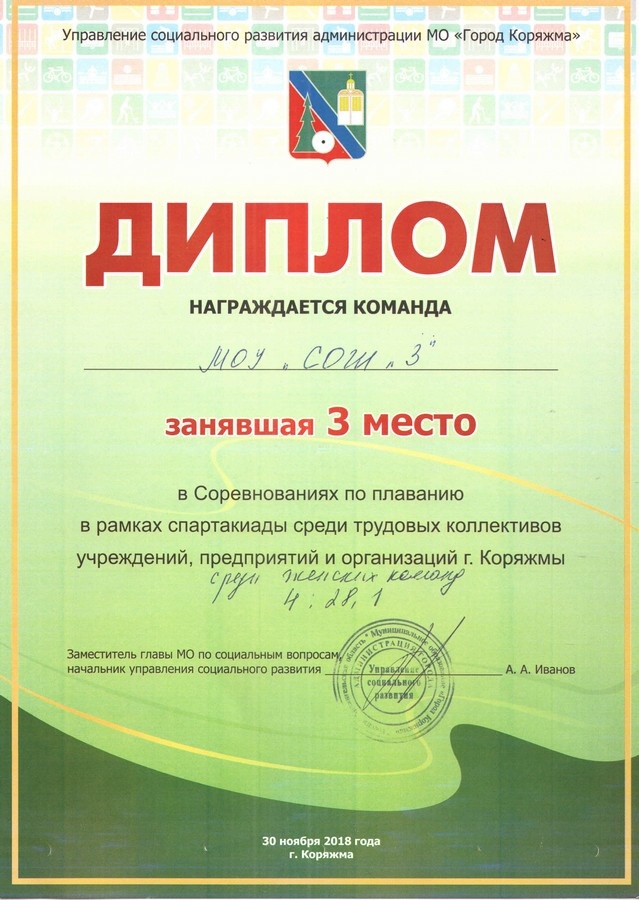 Управление социального развития администрации МО «Город Коряжма»
ДИПЛОМ
НАГРАЖДАЕТСЯ КОМАНДА
МОУ „СОШ „3"
занявшая 3 место
в Соревнованиях по плаванию
в рамках спартакиады среди трудовых коллективов
учреждений, предприятий и организаций г. Коряжмы
среди женских команд
4:28,1
Заместитель главы МО по социальным вопросам,
начальник управления социального развития А. А. Иванов
Управление
социального
развития
30 ноября 2018 года
г. Коряжма